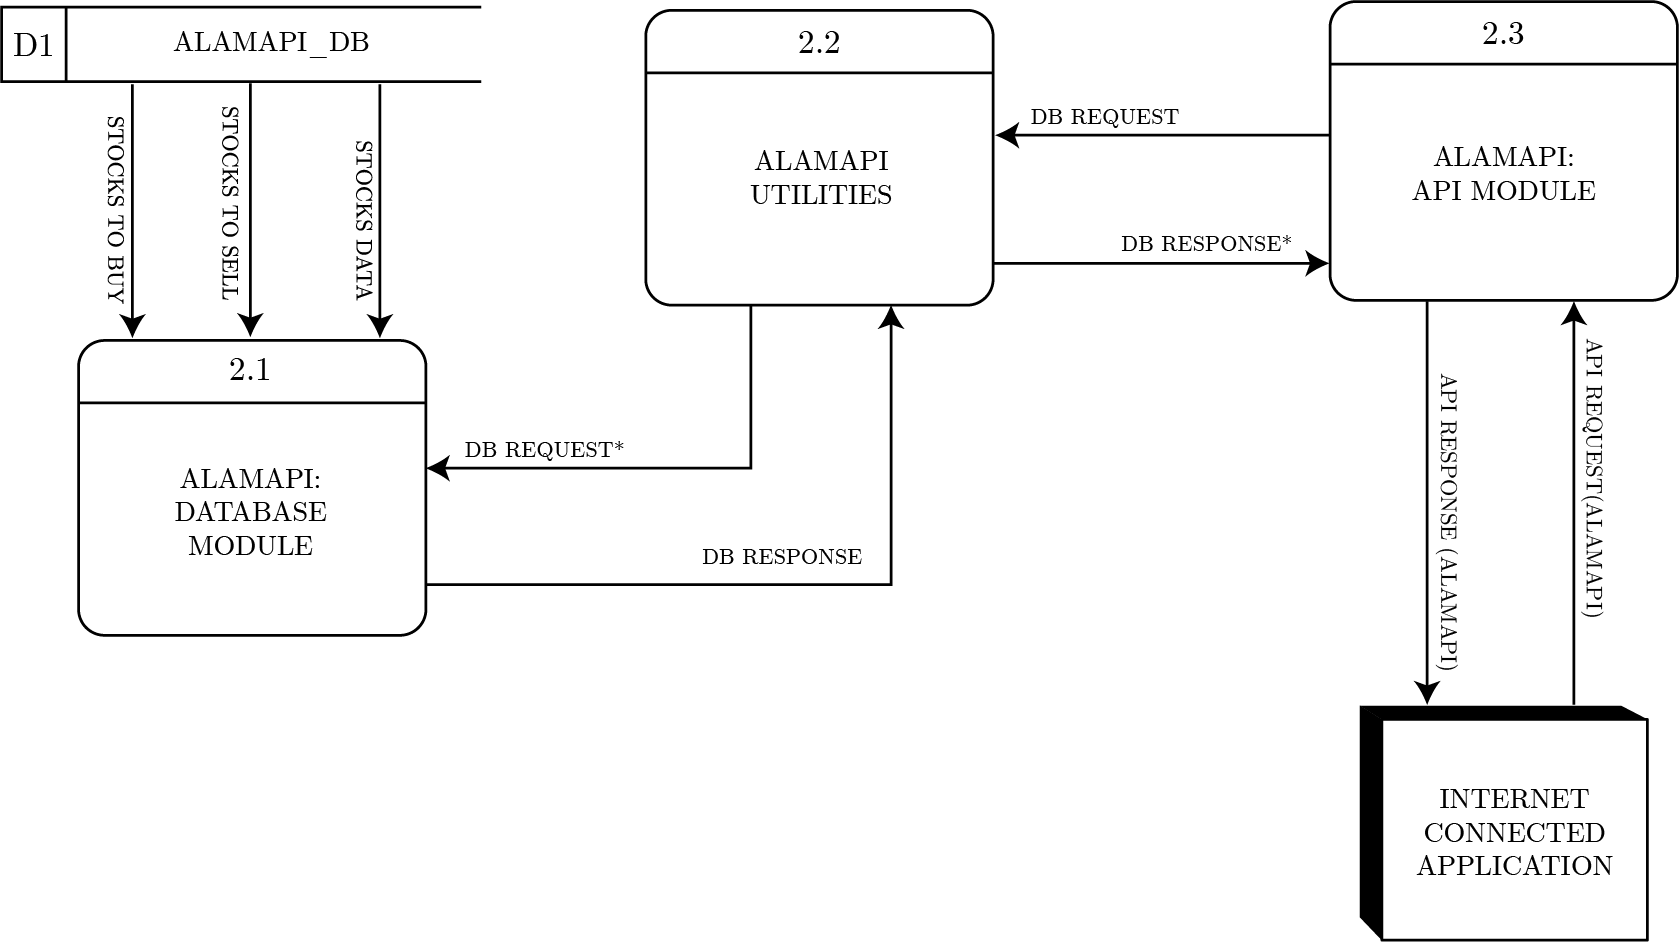 D1
ALAMAPI_DB
STOCKS TO BUY
STOCKS TO SELL
STOCKS DATA
2.1
ALAMAPI:
DATABASE
MODULE
2.2
ALAMAPI
UTILITIES
DB REQUEST*
DB RESPONSE
DB REQUEST
DB RESPONSE*
2.3
ALAMAPI:
API MODULE
API RESPONSE (ALAMAPI)
API REQUEST(ALAMAPI)
INTERNET
CONNECTED
APPLICATION